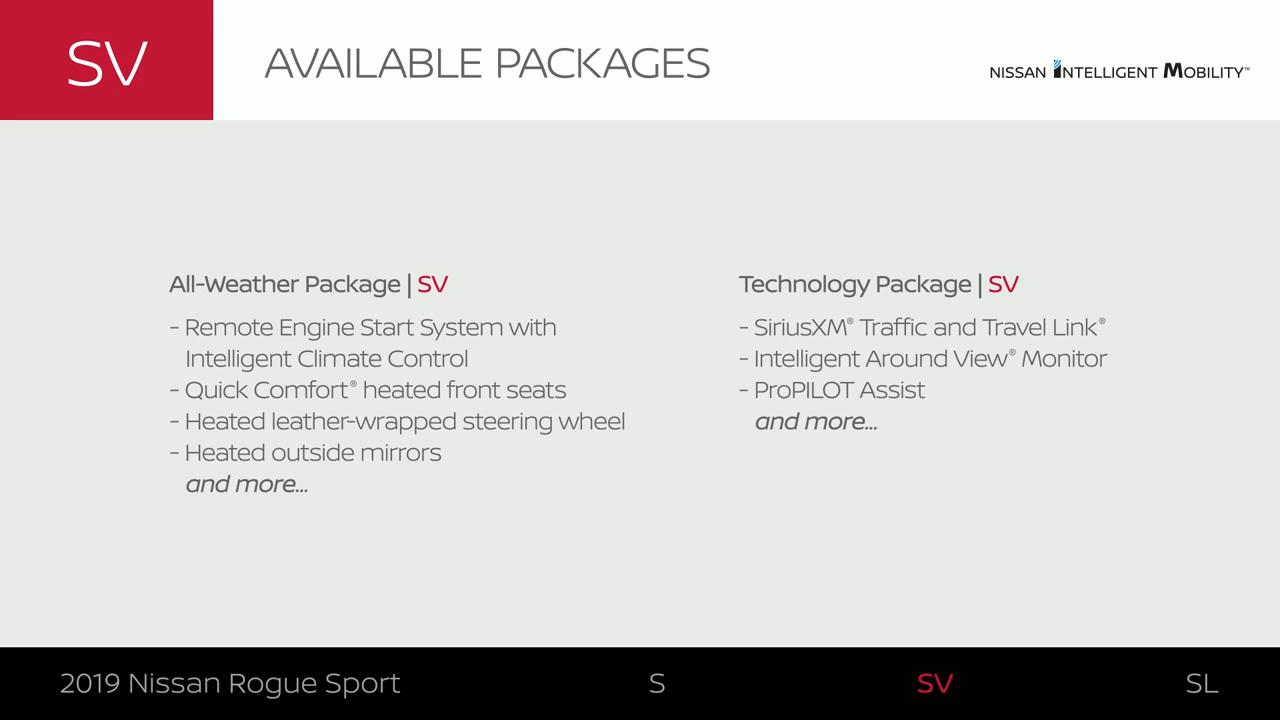 SV
AVAILABLE PACKAGES
NISSAN INTELLIGENT MOBILITY™
All-Weather Package | SV
- Remote Engine Start System with
Intelligent Climate Control
- Quick Comfort® heated front seats
- Heated leather-wrapped steering wheel
- Heated outside mirrors
and more...
Technology Package | SV
- SiriusXM® Traffic and Travel Link®
- Intelligent Around View® Monitor
- ProPILOT Assist
and more...
2019 Nissan Rogue Sport
S
SV
SL